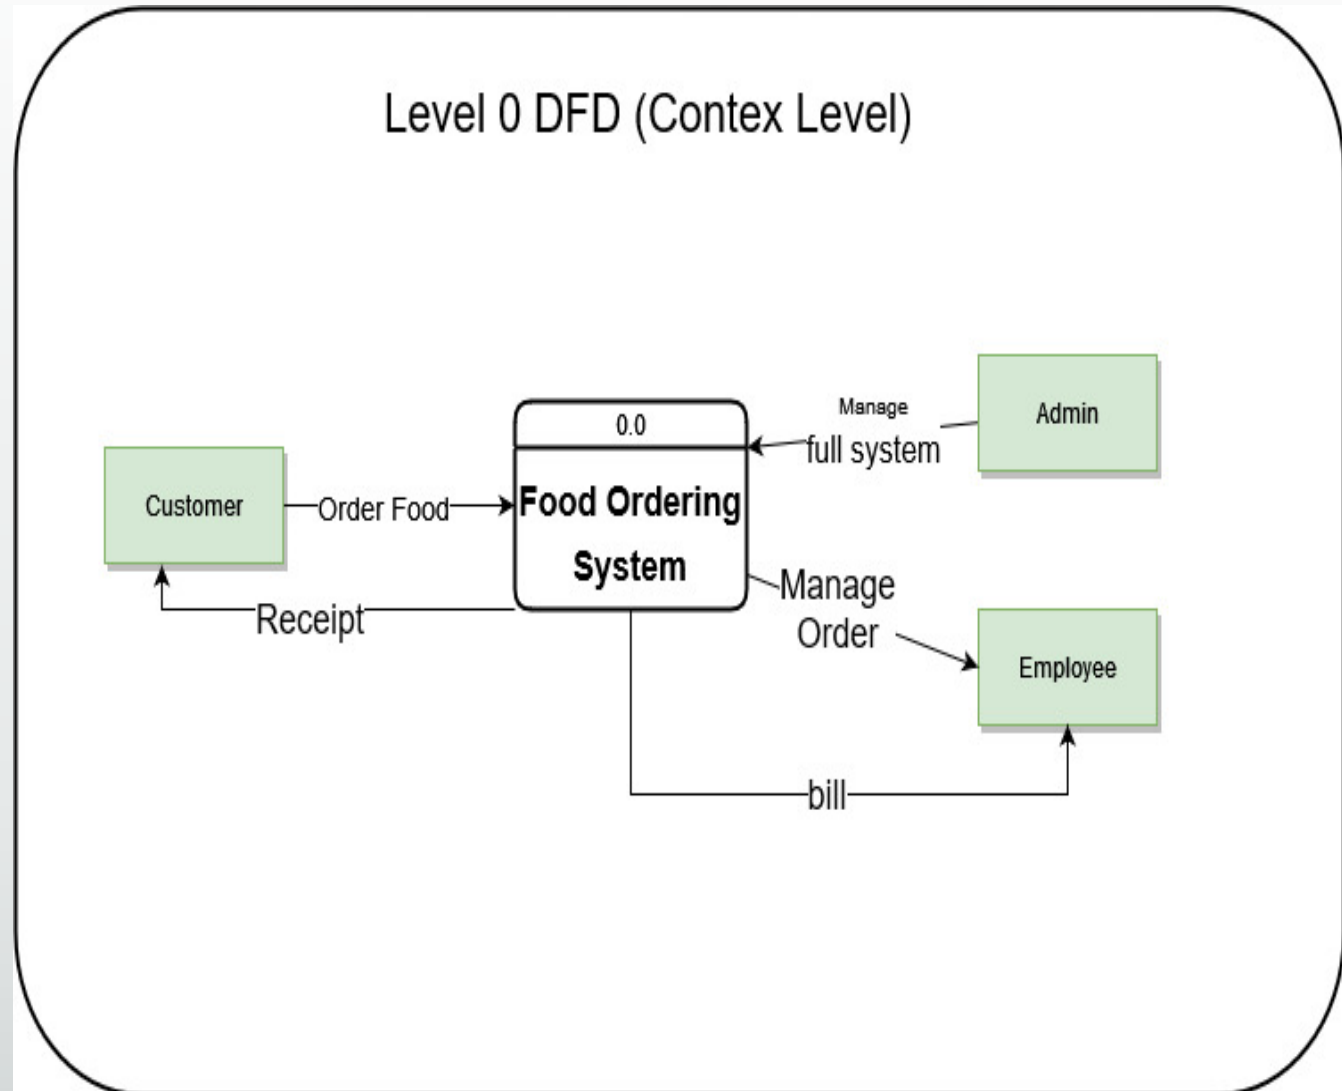 Level 0 DFD (Contex Level)
0.0
Food Ordering
System
Customer
Order Food
Receipt
Manage
full system
Admin
Manage
Order
Employee
bill